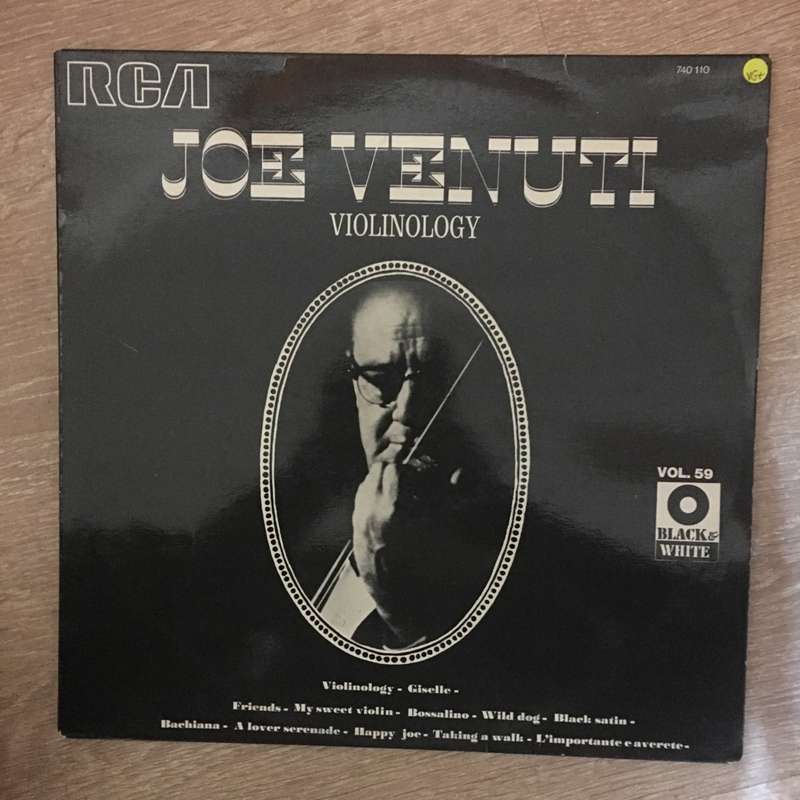 RCA
740 110
VG+
JOE VENUTI
VIOLINOLOGY
VOL. 59
BLACK &
WHITE
Violinology - Giselle -
Friends - My sweet violin - Bossalino - Wild dog - Black satin -
Bachiana - A lover serenade - Happy joe - Taking a walk - L'importante e averete -